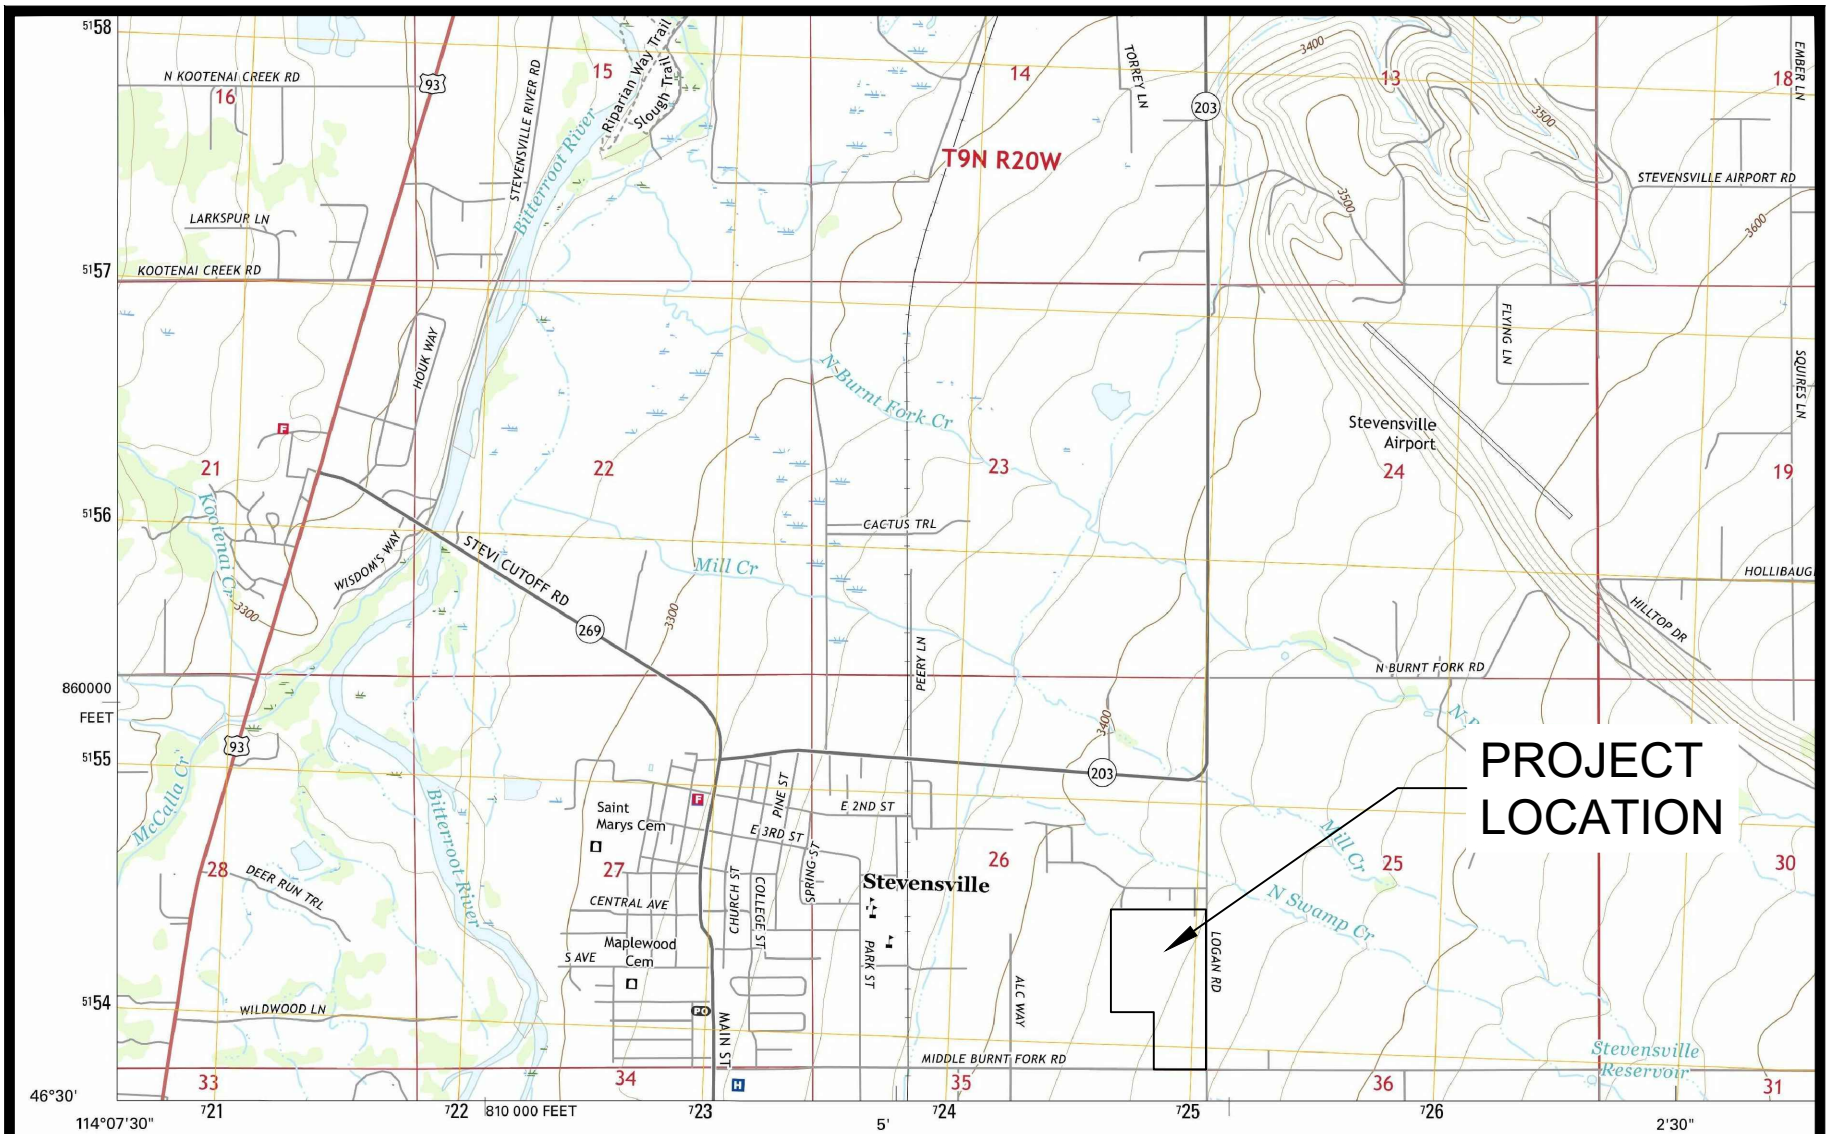 5158
N KOOTENAI CREEK RD
16
93
STEVENSVILLE RIVER RD
15
Riparian Way Trail
Slough Trail
14
TORREY LN
203
3400
13
3500
18
EMBER LN
Bitterroot River
T9N R20W
STEVENSVILLE AIRPORT RD
3500
3600
LARKSPUR LN
5157
KOOTENAI CREEK RD
HOUK WAY
FLYING LN
SQUIRES LN
N Burnt Fork Cr
Stevensville
Airport
F
21
22
23
24
19
Kootenai Cr
5156
CACTUS TRL
WISDOM'S WAY
STEVI CUTOFF RD
Mill Cr
HOLLIBAUG
3300
3300
269
HILLTOP DR
PEERY LN
N BURNT FORK RD
860000
FEET
3400
93
5155
203
PROJECT
LOCATION
McCalla Cr
Bitterroot River
Saint
Marys Cem
F
PINE ST
E 2ND ST
E 3RD ST
Mill Cr
28
27
SPRING ST
26
25
30
DEER RUN TRL
CHURCH ST
COLLEGE ST
Stevensville
CENTRAL AVE
N Swamp Cr
Maplewood
Cem
S AVE
PARK ST
ALC WAY
LOGAN RD
5154
WILDWOOD LN
PO
MAIN ST
MIDDLE BURNT FORK RD
Stevensville
Reservoir
33
34
H
35
36
31
46°30'
721
722
810 000 FEET
723
724
725
726
114°07'30"
5'
2'30"